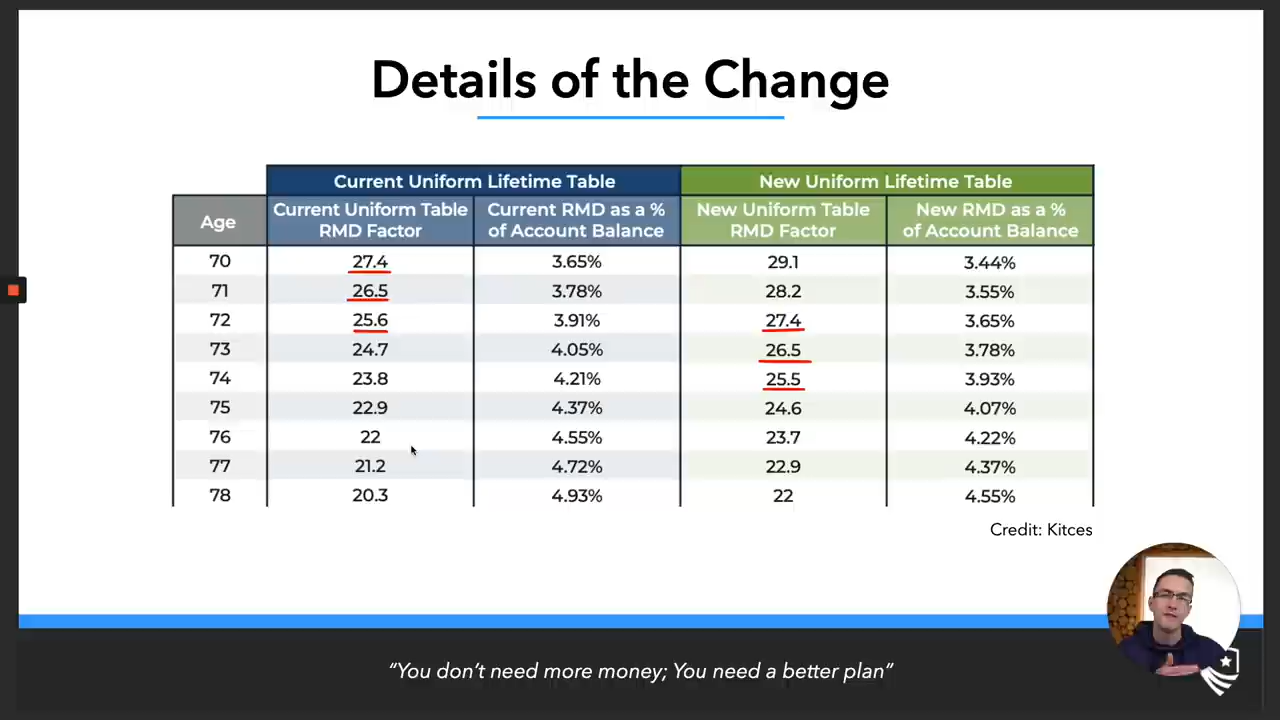 Details of the Change
Current Uniform Lifetime Table New Uniform Lifetime Table
Age Current Uniform Table RMD Factor Current RMD as a % of Account Balance New Uniform Table RMD Factor New RMD as a % of Account Balance
70 27.4 3.65% 29.1 3.44%
71 26.5 3.78% 28.2 3.55%
72 25.6 3.91% 27.4 3.65%
73 24.7 4.05% 26.5 3.78%
74 23.8 4.21% 25.5 3.93%
75 22.9 4.37% 24.6 4.07%
76 22 4.55% 23.7 4.22%
77 21.2 4.72% 22.9 4.37%
78 20.3 4.93% 22 4.55%
Credit: Kitces
“You don’t need more money; You need a better plan”